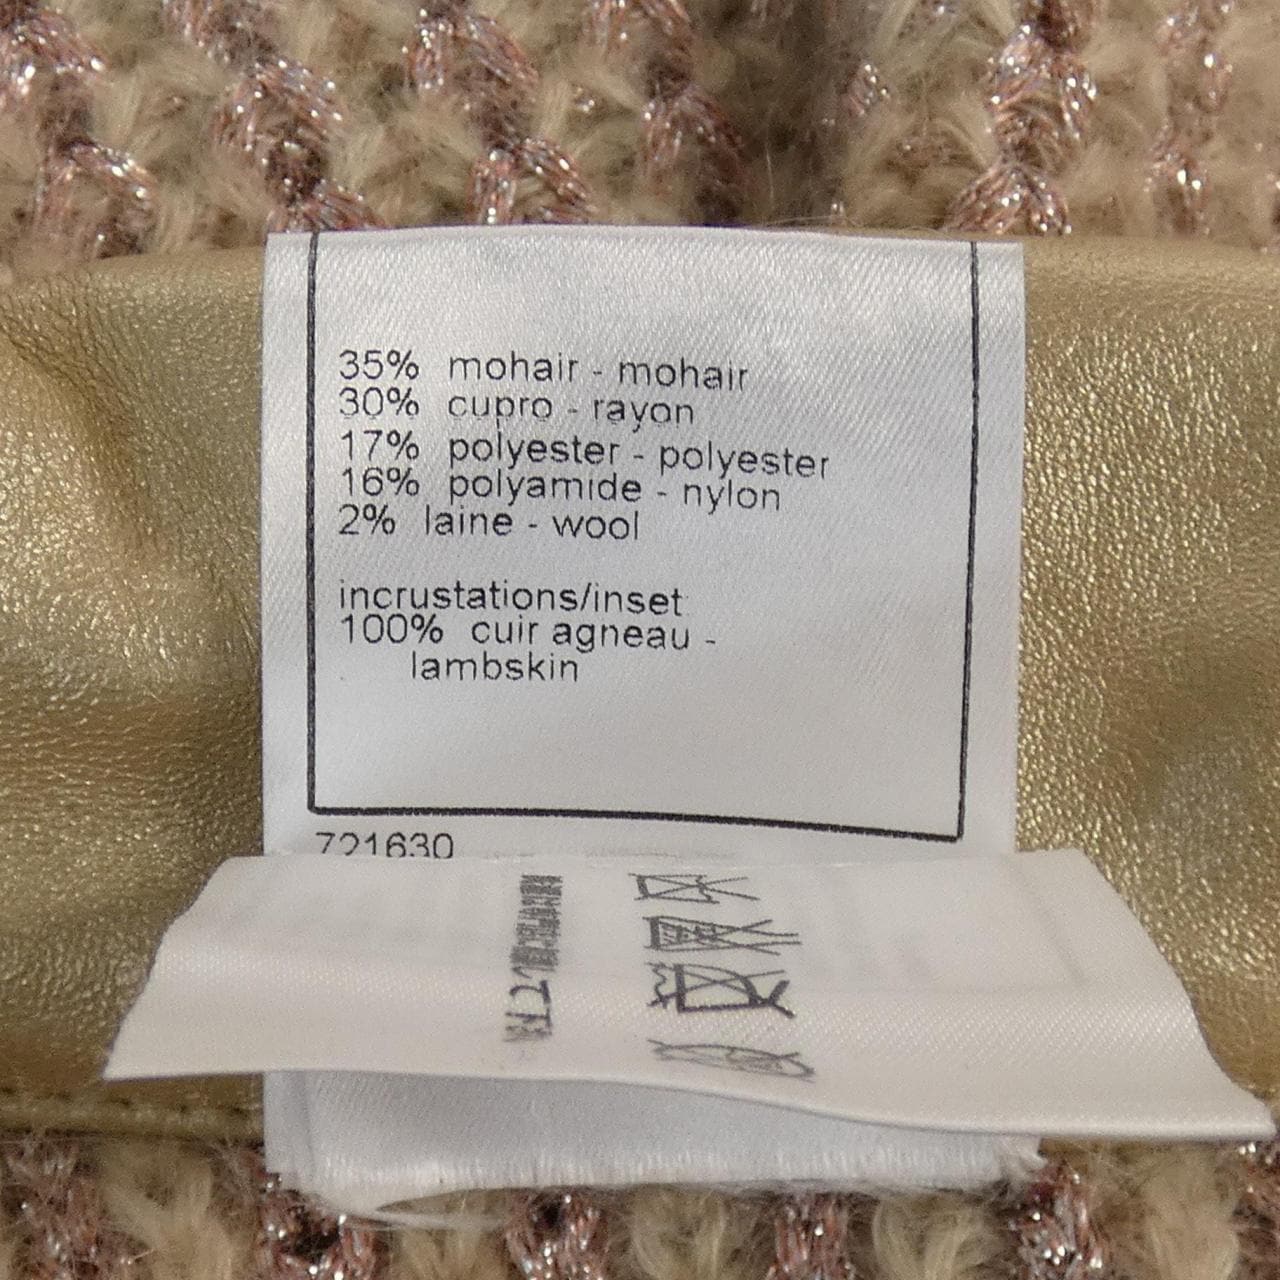 35% mohair - mohair
30% cupro - rayon
17% polyester - polyester
16% polyamide - nylon
2% laine - wool
incrustations/inset
100% cuir agneau -
lambskin
721630